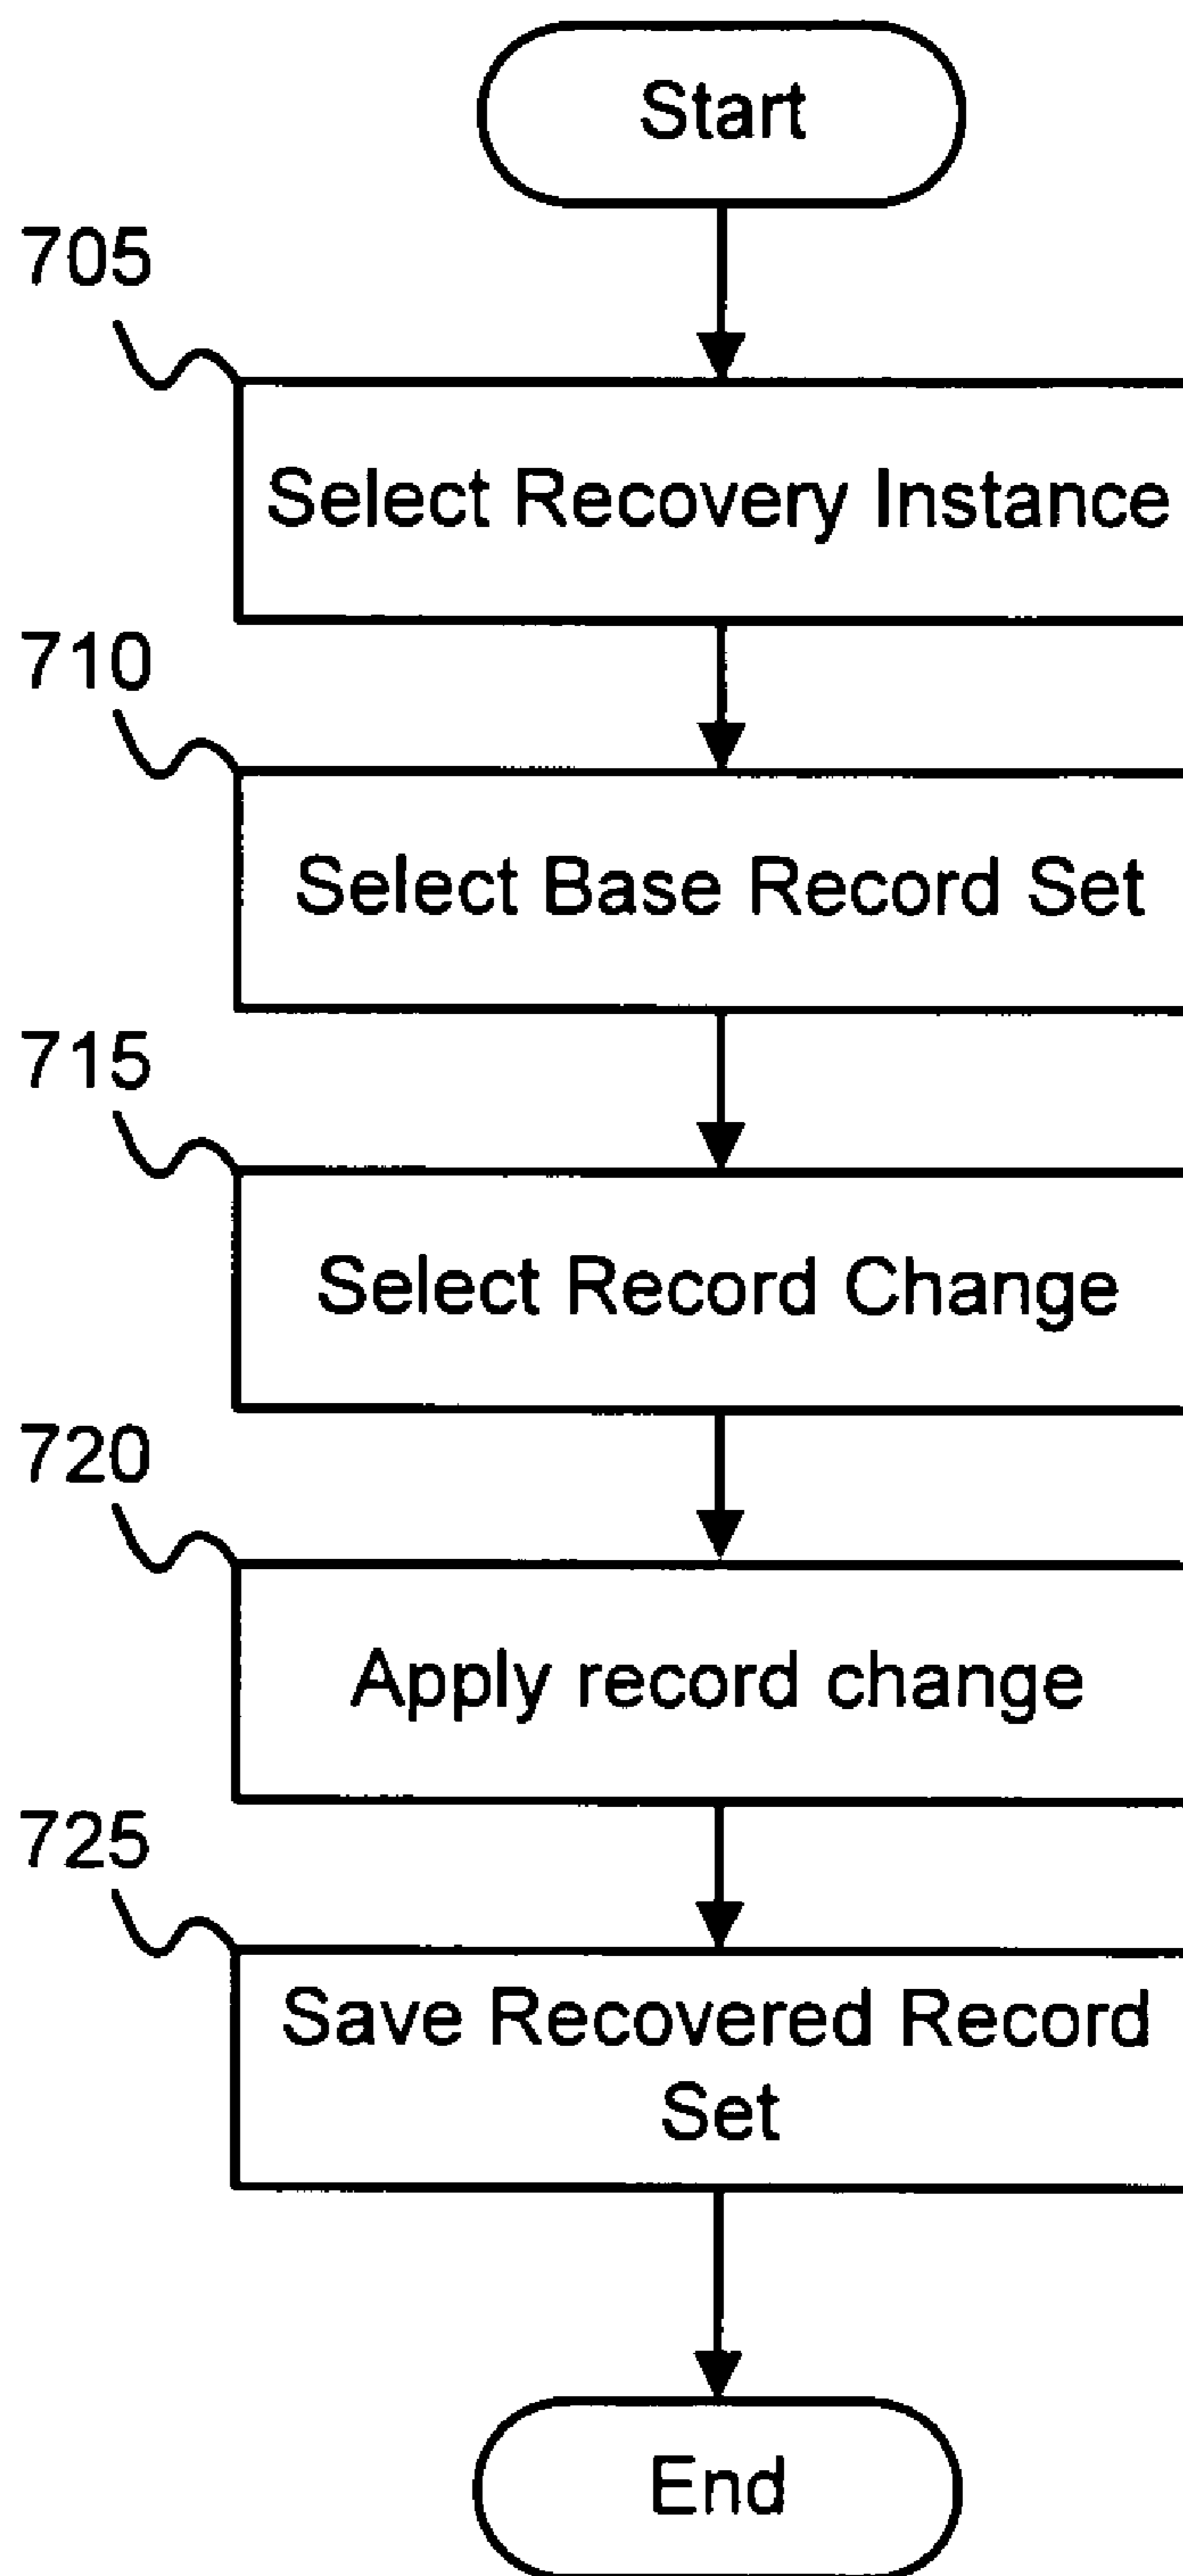 Start
705
Select Recovery Instance
710
Select Base Record Set
715
Select Record Change
720
Apply record change
725
Save Recovered Record
Set
End